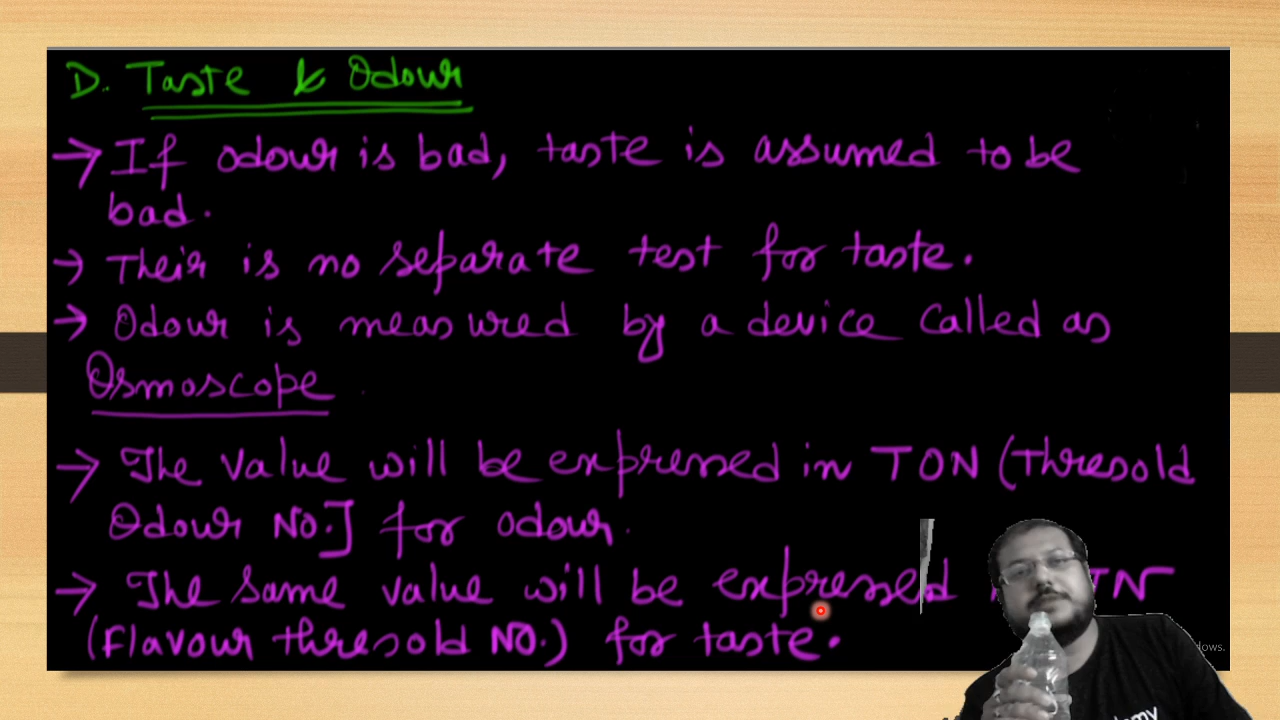 D. Taste & Odour
→ If odour is bad, taste is assumed to be
bad.
→ Their is no separate test for taste.
→ Odour is measured by a device called as
Osmoscope
→ The value will be expressed in TON (Thresold
Odour NO.] for odour.
→ The same value will be expressed
(Flavour thresold NO.) for taste.